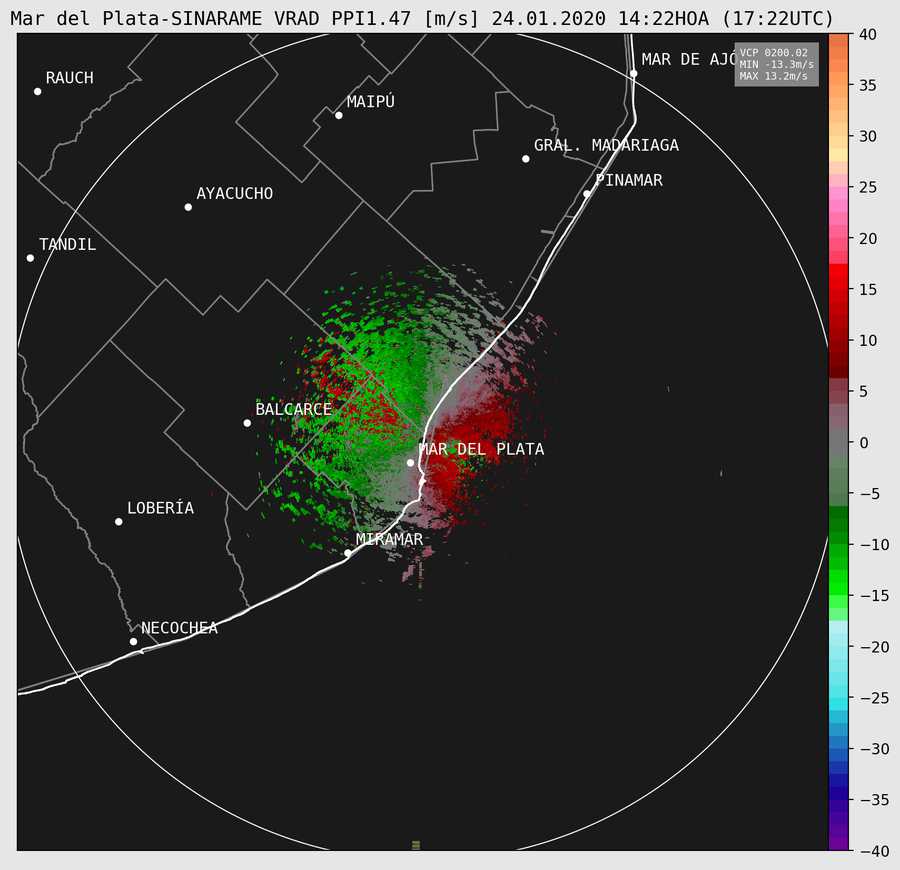 Mar del Plata-SINARAME VRAD PPI1.47 [m/s] 24.01.2020 14:22HOA (17:22UTC)
VCP 0200.02
MIN -13.3m/s
MAX 13.2m/s
MAR DE AJÓ
RAUCH
MAIPÚ
GRAL. MADARIAGA
PINAMAR
AYACUCHO
TANDIL
BALCARCE
MAR DEL PLATA
LOBERÍA
MIRAMAR
NECOCHEA
40
35
30
25
20
15
10
5
0
−5
−10
−15
−20
−25
−30
−35
−40